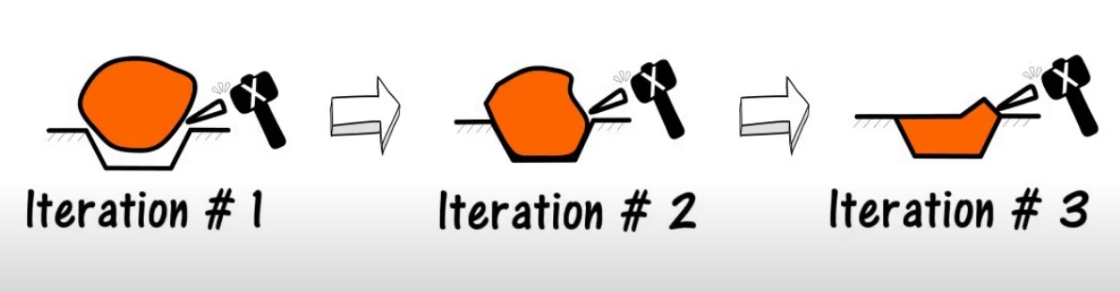 Iteration # 1
Iteration # 2
Iteration # 3